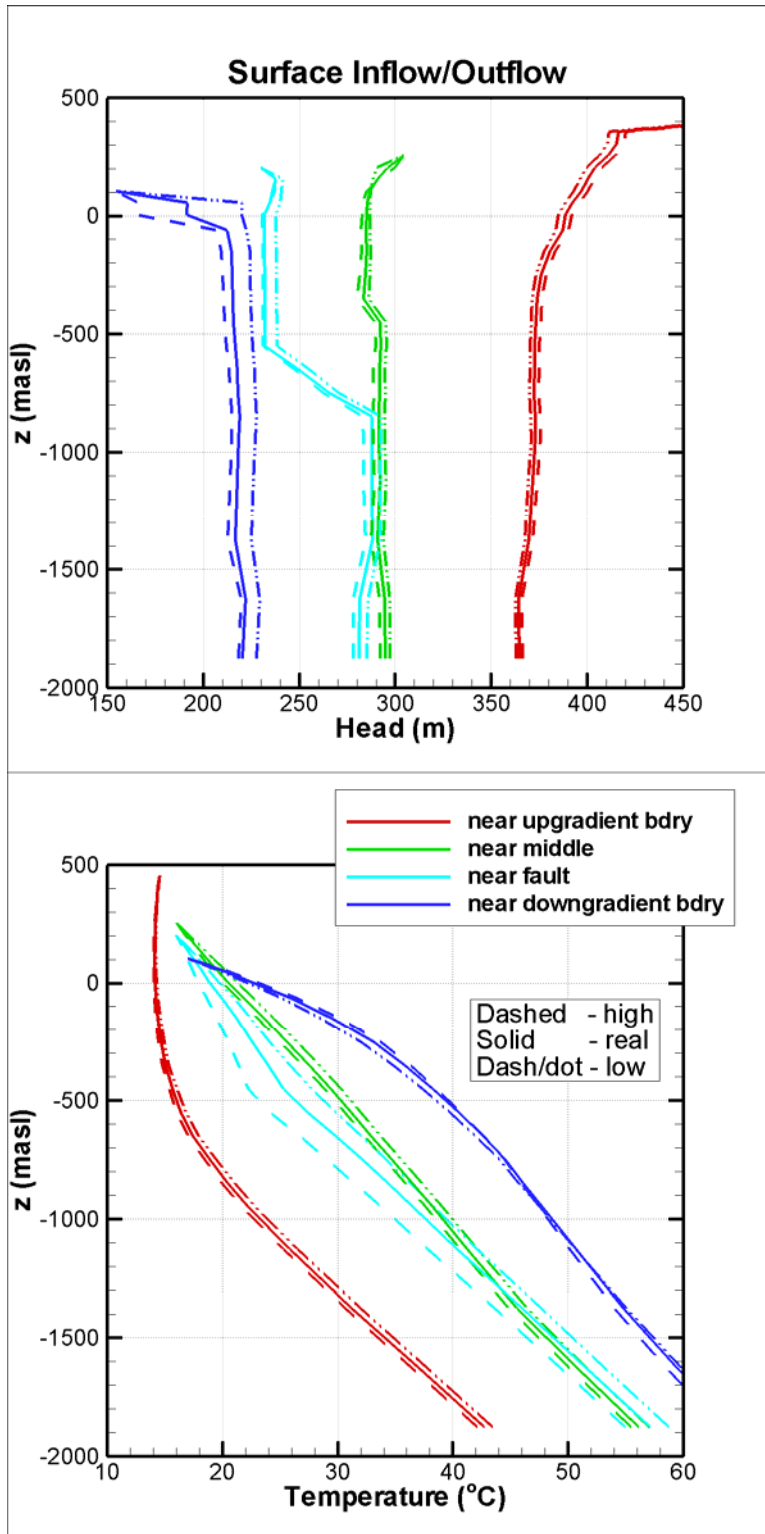 Surface Inflow/Outflow
500
0
-500
-1000
-1500
-2000
z (masl)
150 200 250 300 350 400 450
Head (m)
near upgradient bdry
near middle
near fault
near downgradient bdry
500
0
-500
-1000
-1500
-2000
z (masl)
Dashed - high
Solid - real
Dash/dot - low
10 20 30 40 50 60
Temperature (°C)